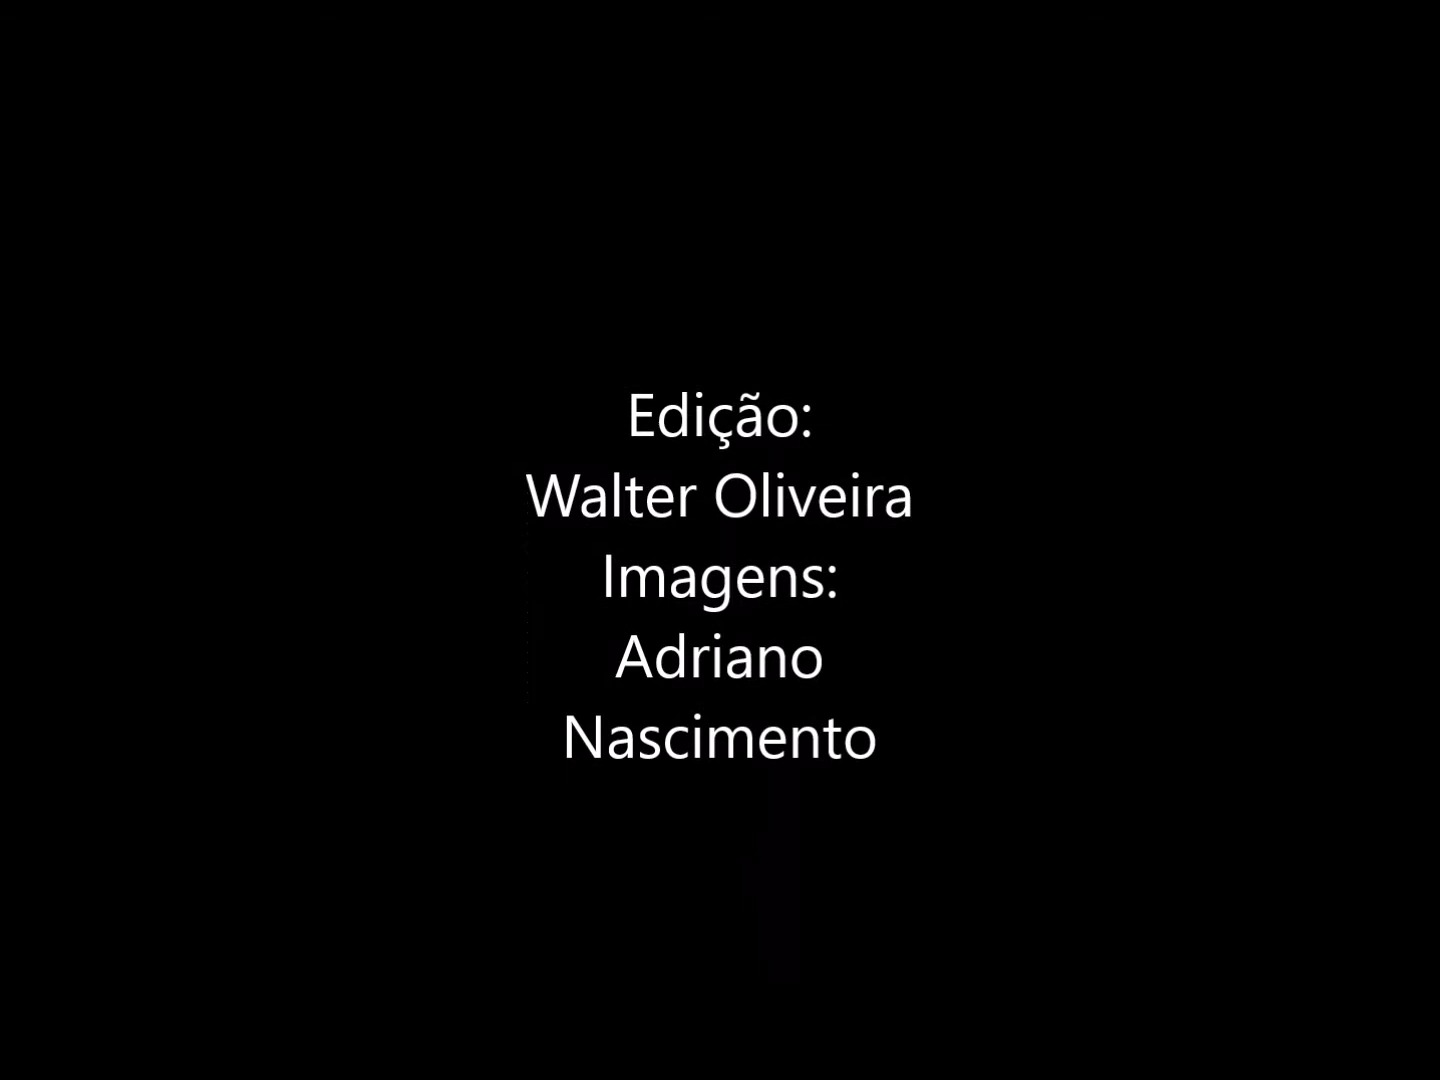 Edição:
Walter Oliveira
Imagens:
Adriano
Nascimento